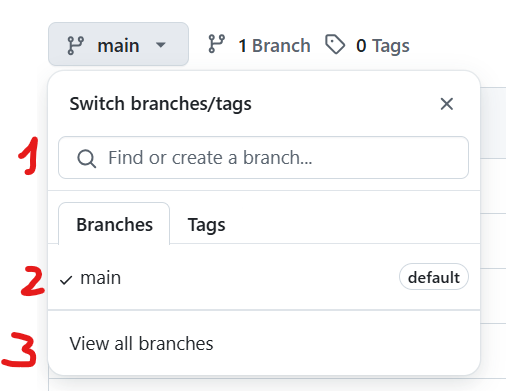 main 1 Branch 0 Tags
Switch branches/tags
1 Find or create a branch...
Branches Tags
2 main default
3 View all branches